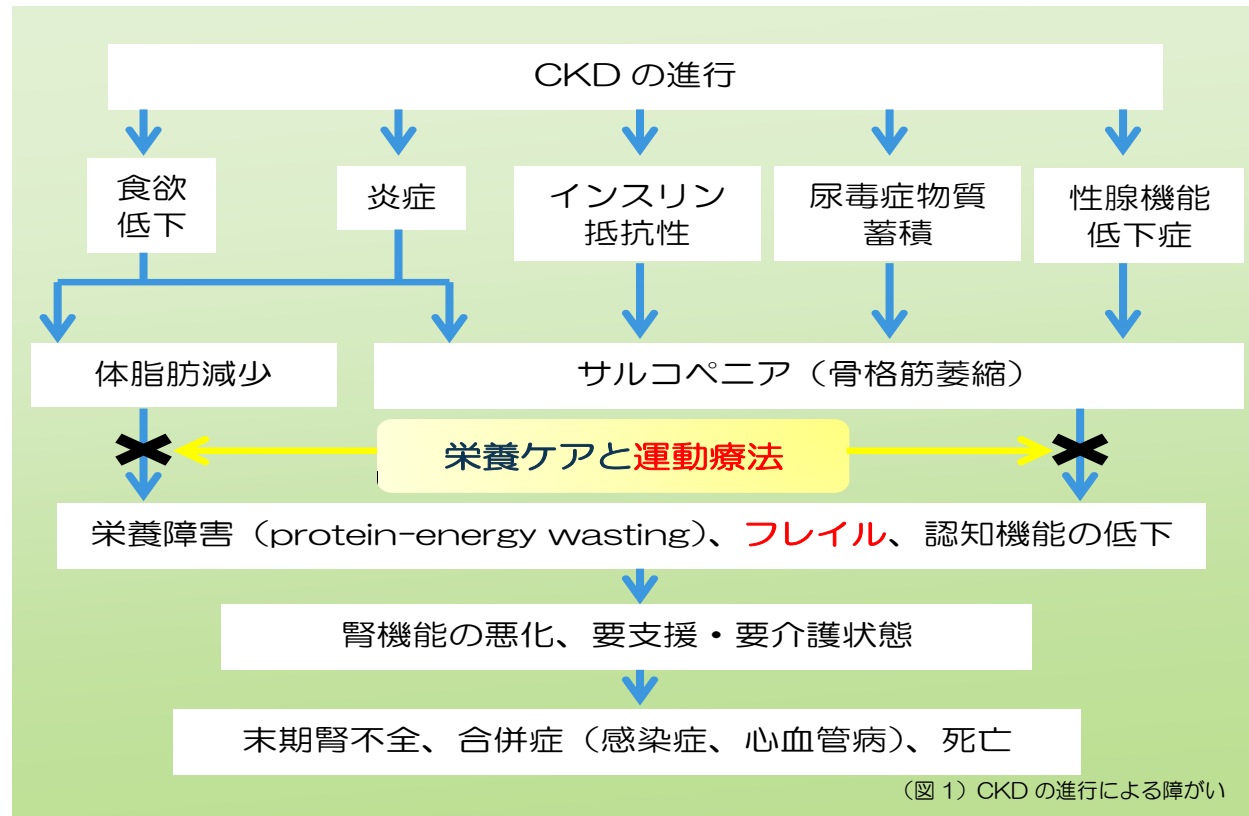 CKD の進行
食欲
低下
炎症
インスリン
抵抗性
尿毒症物質
蓄積
性腺機能
低下症
体脂肪減少
サルコペニア（骨格筋萎縮）
栄養ケアと運動療法
栄養障害（protein-energy wasting）、フレイル、認知機能の低下
腎機能の悪化、要支援・要介護状態
末期腎不全、合併症（感染症、心血管病）、死亡
（図 1）CKD の進行による障がい